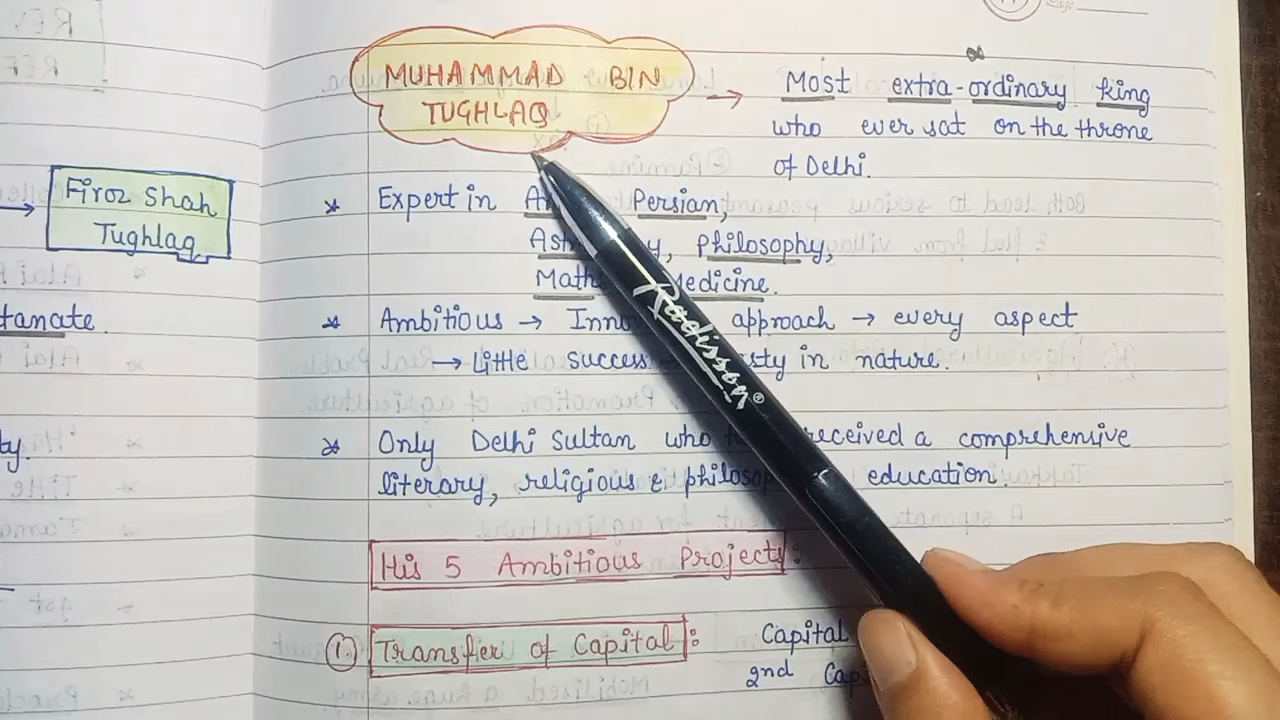 MUHAMMAD BIN
TUGHLAQ
→ Most extra-ordinary king
who ever sat on the throne
of Delhi.
Firoz Shah
Tughlaq
* Expert in Persian,
Philosophy,
Medicine.
tanate.
* Ambitious → approach → every aspect
→ Little success in nature.
* Only Delhi Sultan who received a comprehensive
literary, religious & education.
His 5 Ambitious Projects:
1. Transfer of Capital:
Capital
2nd
Radisson®